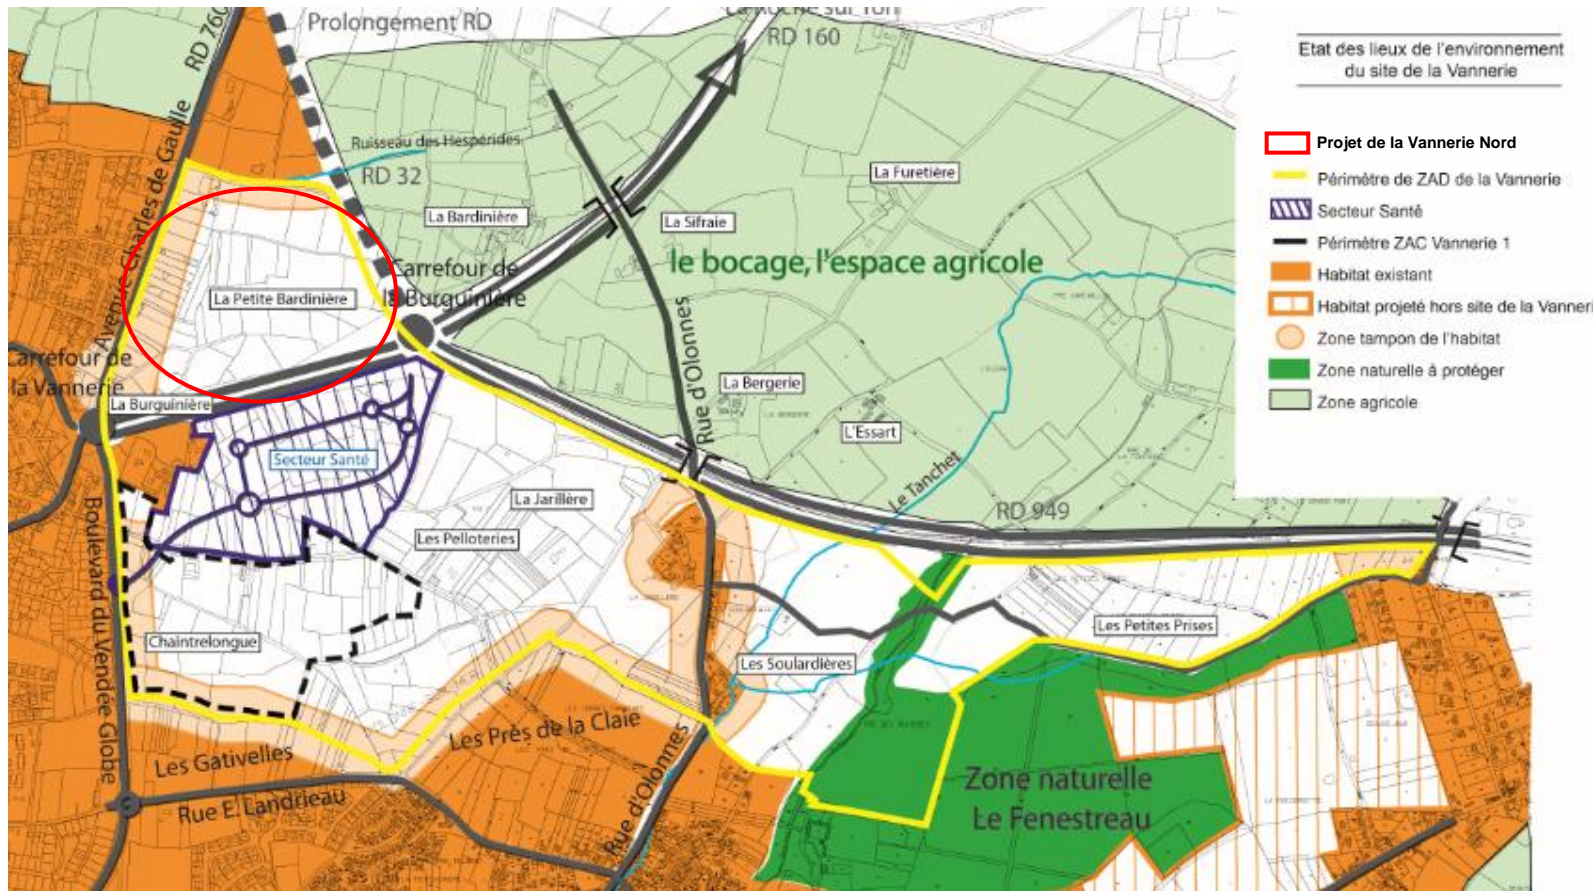 La Roche sur Yon
Prolongement RD
RD 160
RD 760
Etat des lieux de l'environnement
du site de la Vannerie
Projet de la Vannerie Nord
Périmètre de ZAD de la Vannerie
Secteur Santé
Périmètre ZAC Vannerie 1
Habitat existant
Habitat projeté hors site de la Vanneri
Zone tampon de l'habitat
Zone naturelle à protéger
Zone agricole
Avenue Charles de Gaulle
Ruisseau des Hespérides
RD 32
La Furetière
La Bardinière
La Sifraie
le bocage, l'espace agricole
Carrefour de
la Burguinière
La Petite Bardinière
Carrefour de
la Vannerie
La Burguinière
Rue d'Olonnes
La Bergerie
L'Essart
Secteur Santé
Le Tanchet
La Jarillère
RD 949
Les Pelloteries
Boulevard du Vendée Globe
Chaintrelongue
Les Petites Prises
Les Soulardières
Les Près de la Claie
Les Gativelles
Rue E. Landrieau
Rue d'Olonnes
Zone naturelle
Le Fenestreau